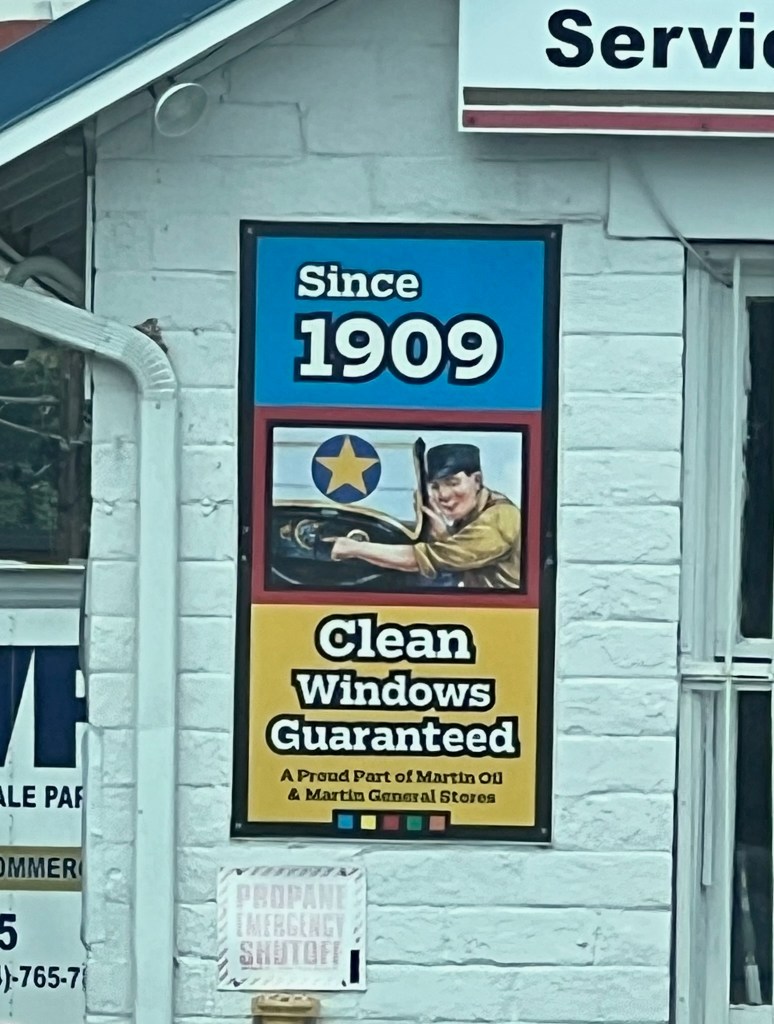 Servic
Since
1909
Clean
Windows
Guaranteed
A Proud Part of Martin Oil
& Martin General Stores
ALE PAR
OMMERC
5
)-765-7
PROPANE
EMERGENCY
SHUTOFF